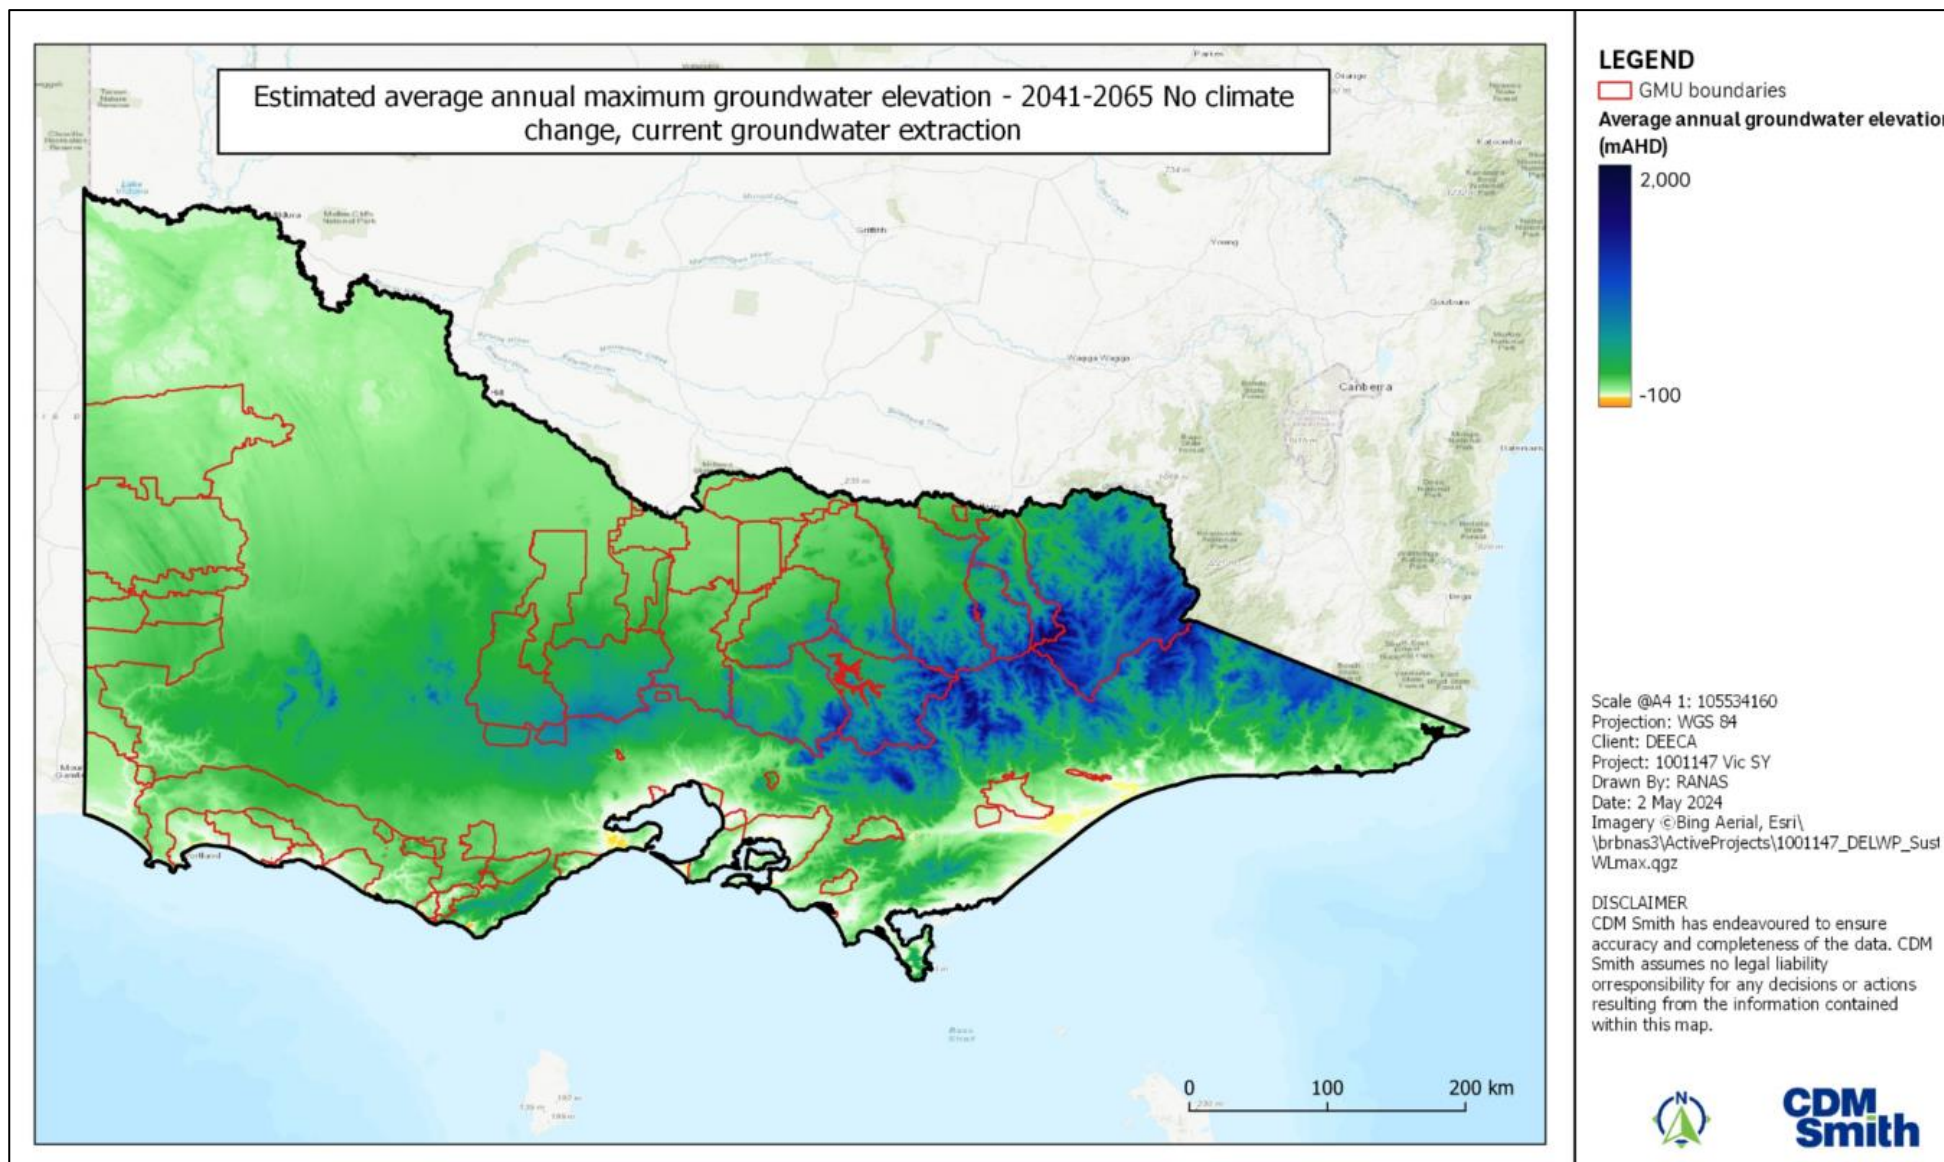 Estimated average annual maximum groundwater elevation - 2041-2065 No climate
change, current groundwater extraction
Griffith
Young
Goulburn
Wagga Wagga
Canberra
Bega
Portland
Bass
Strait
0 100 200 km
LEGEND
GMU boundaries
Average annual groundwater elevation
(mAHD)
2,000
-100
Scale @A4 1: 105534160
Projection: WGS 84
Client: DEECA
Project: 1001147 Vic SY
Drawn By: RANAS
Date: 2 May 2024
Imagery ©Bing Aerial, Esri\
\brbnas3\ActiveProjects\1001147_DELWP_Sust
WLmax.qgz
DISCLAIMER
CDM Smith has endeavoured to ensure
accuracy and completeness of the data. CDM
Smith assumes no legal liability
orresponsibility for any decisions or actions
resulting from the information contained
within this map.
N
CDM
Smith